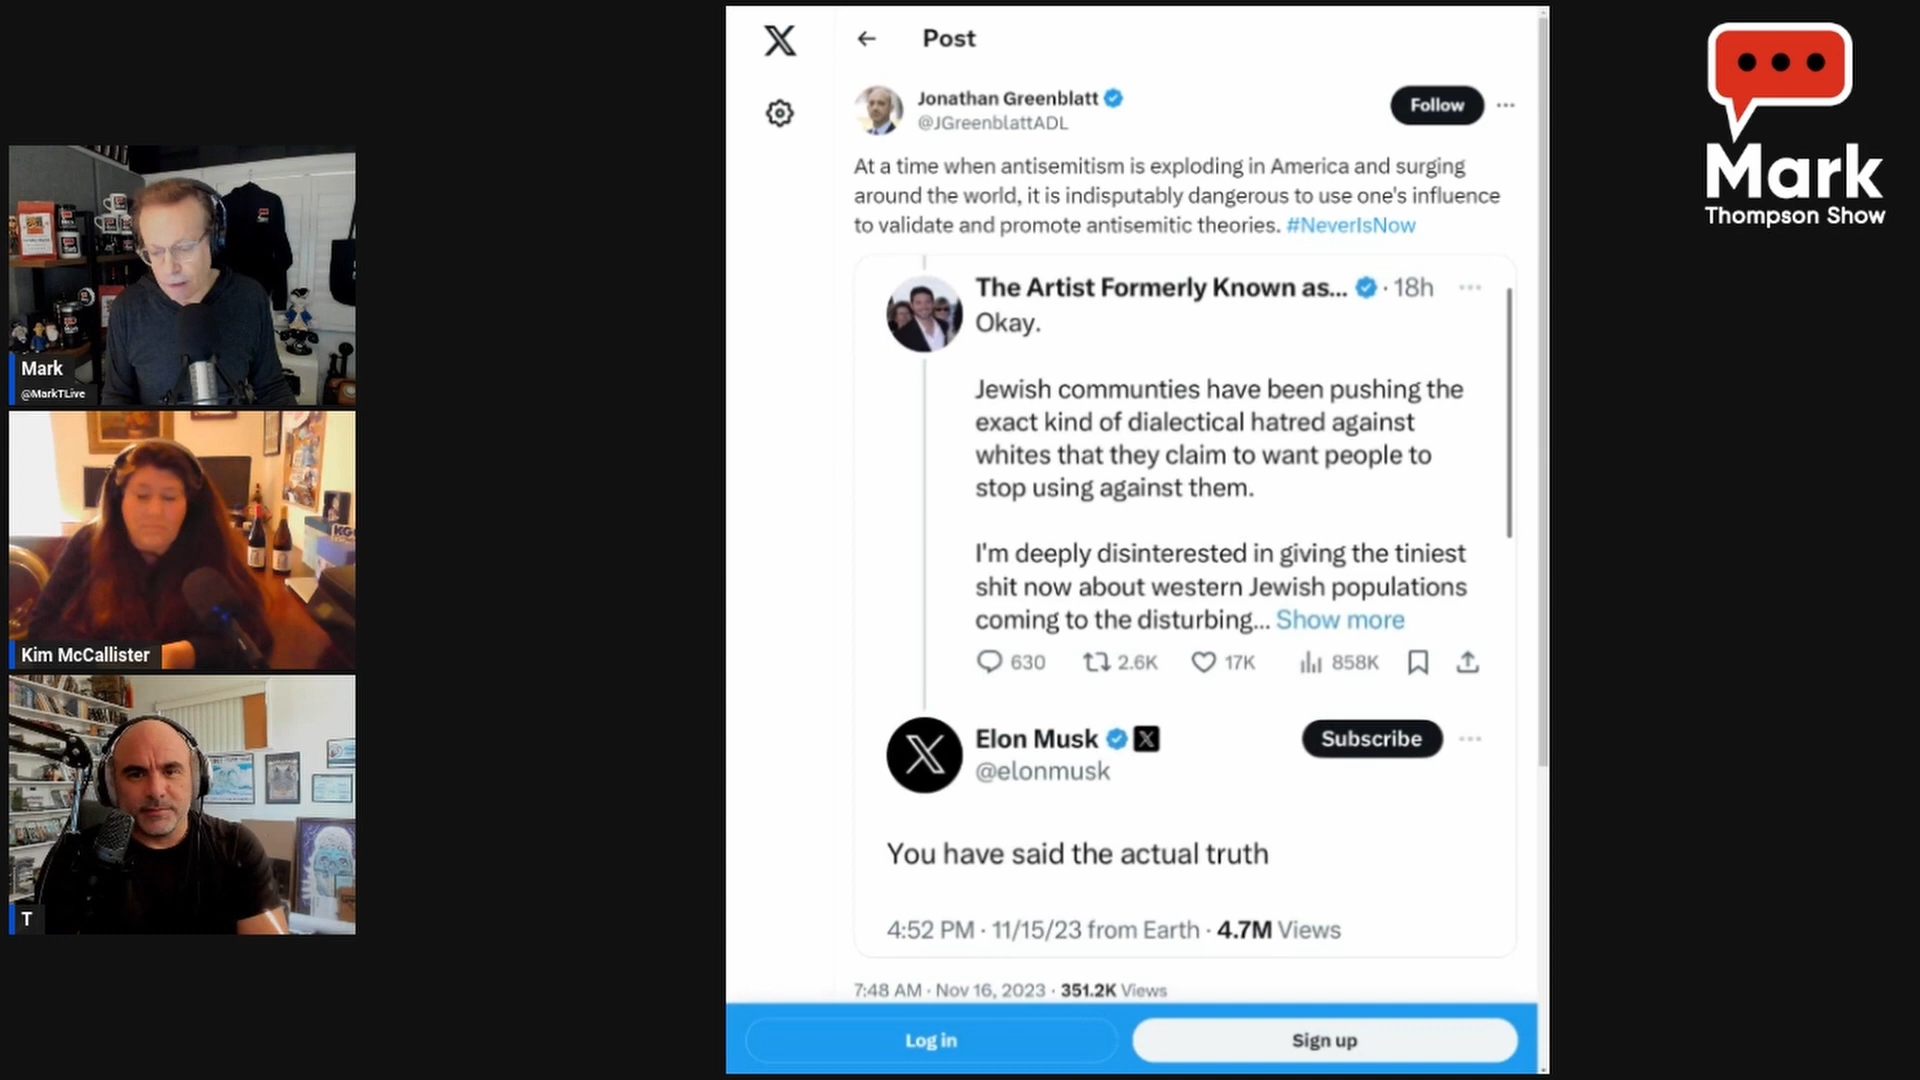 Post
Jonathan Greenblatt
@JGreenblattADL
Follow
At a time when antisemitism is exploding in America and surging
around the world, it is indisputably dangerous to use one's influence
to validate and promote antisemitic theories. #NeverIsNow
The Artist Formerly Known as... · 18h
Okay.
Jewish communties have been pushing the
exact kind of dialectical hatred against
whites that they claim to want people to
stop using against them.
I'm deeply disinterested in giving the tiniest
shit now about western Jewish populations
coming to the disturbing... Show more
630 2.6K 17K 858K
Elon Musk
@elonmusk
Subscribe
You have said the actual truth
4:52 PM · 11/15/23 from Earth · 4.7M Views
7:48 AM · Nov 16, 2023 · 351.2K Views
Log in
Sign up
Mark
@MarkTLive
Kim McCallister
T
Mark
Thompson Show